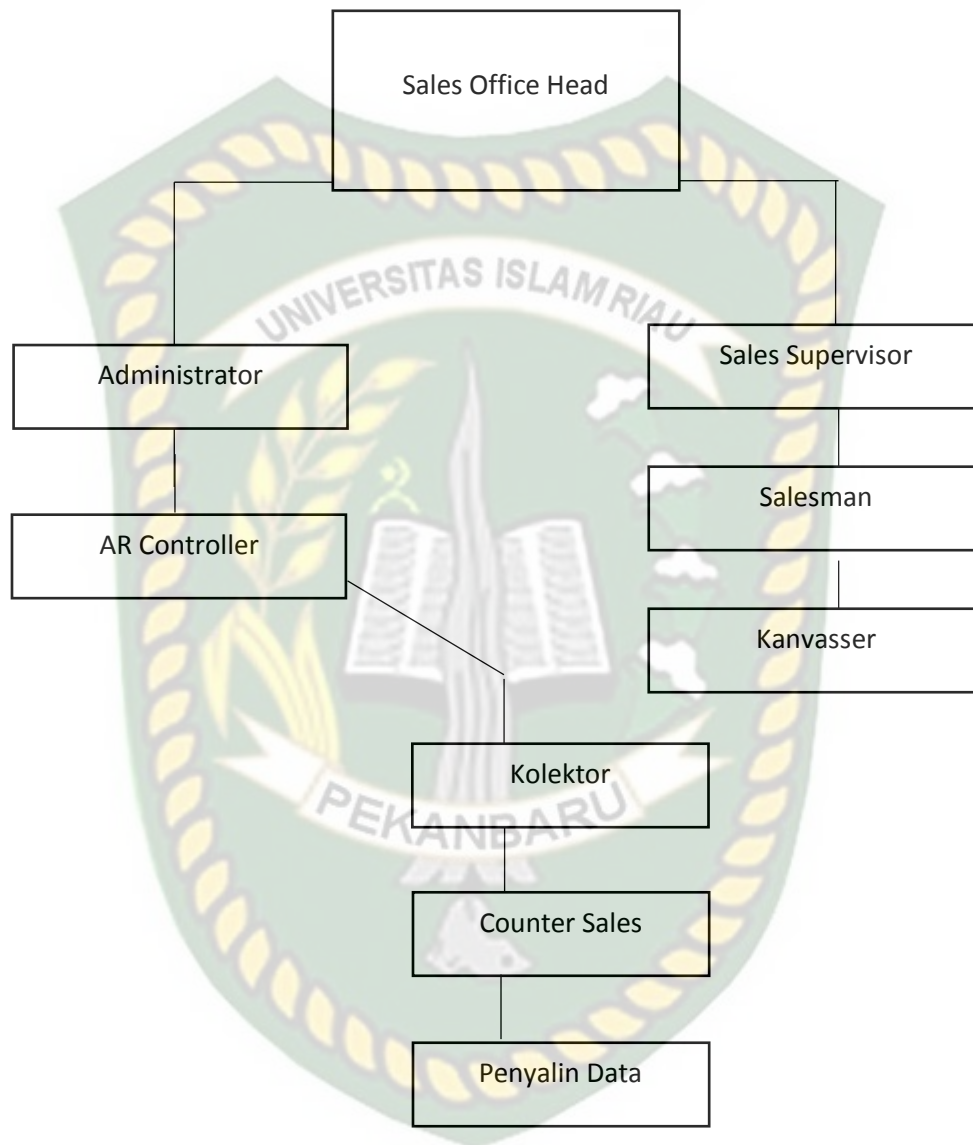 Sales Office Head
UNIVERSITAS ISLAM RIAU
Administrator
Sales Supervisor
AR Controller
Salesman
Kanvasser
Kolektor
PEKANBARU
Counter Sales
Penyalin Data